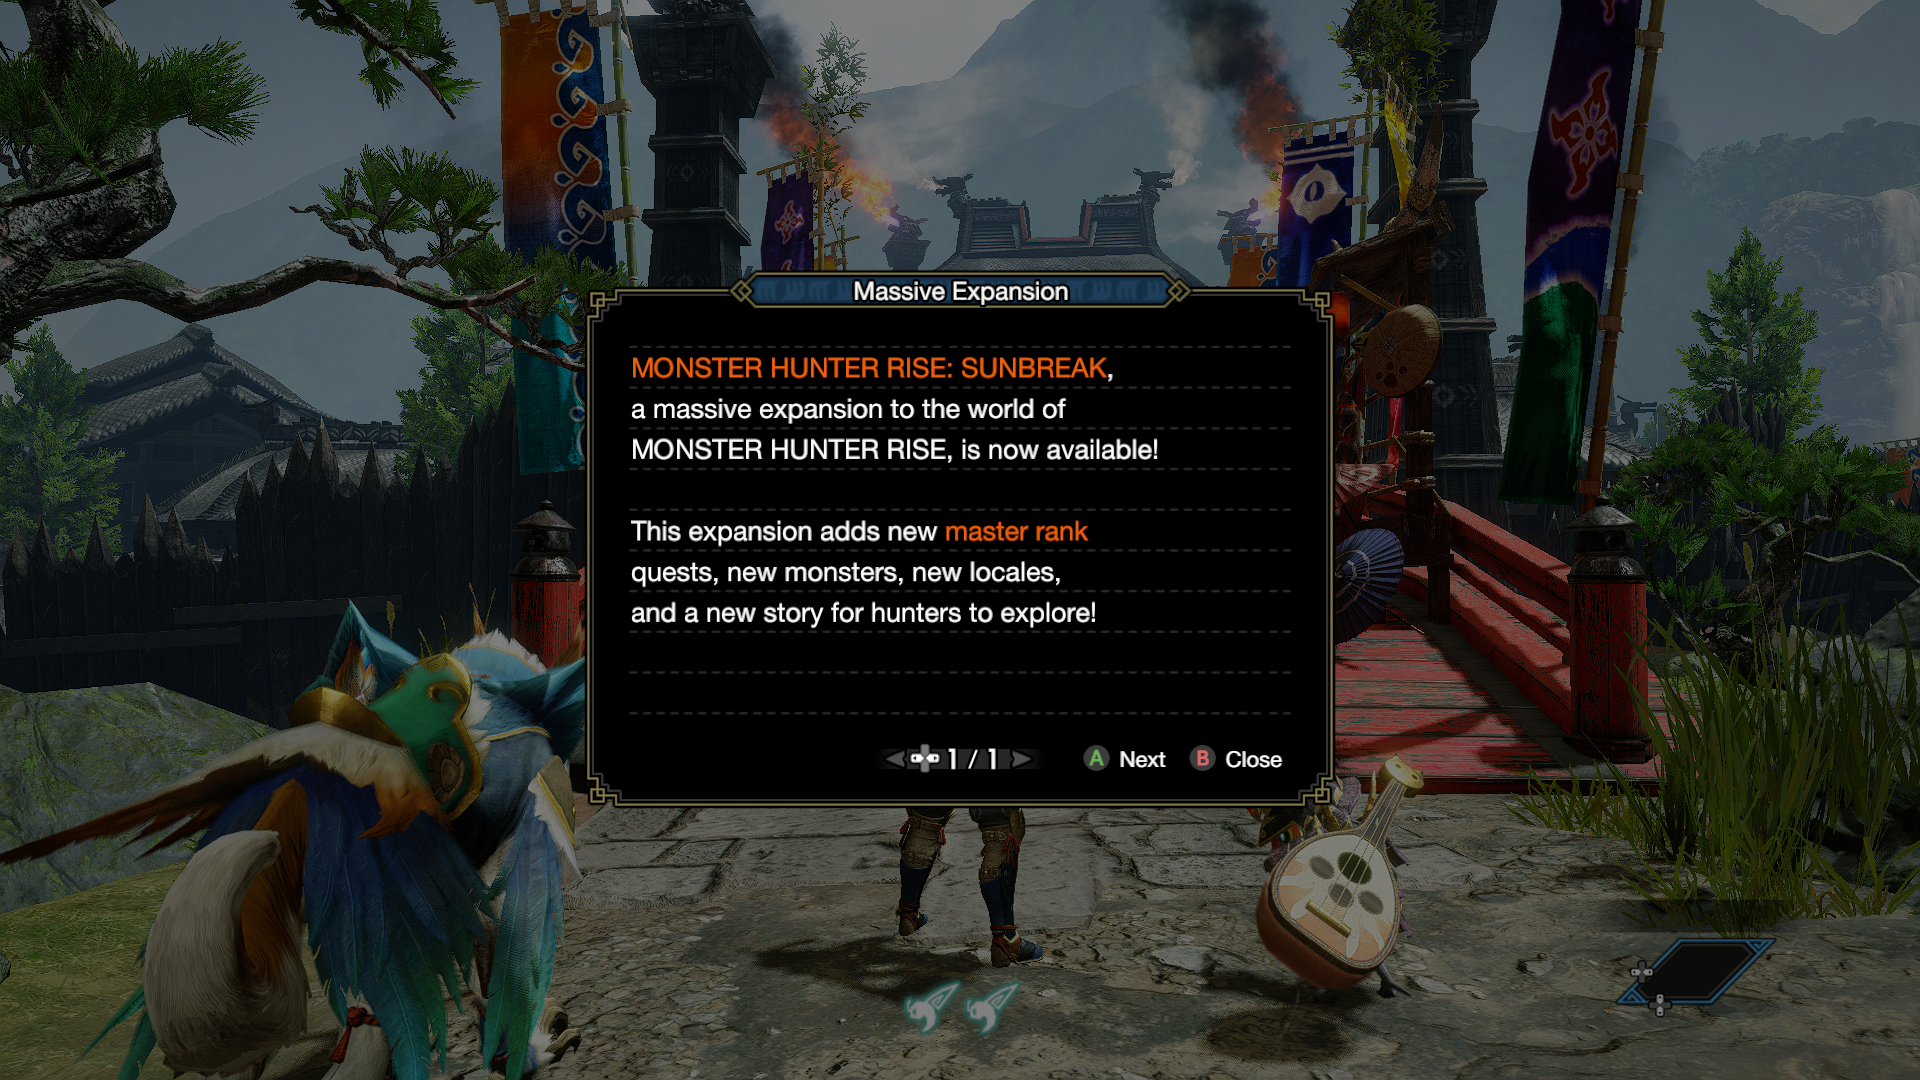 Massive Expansion
MONSTER HUNTER RISE: SUNBREAK,
a massive expansion to the world of
MONSTER HUNTER RISE, is now available!
This expansion adds new master rank
quests, new monsters, new locales,
and a new story for hunters to explore!
1 / 1 A Next B Close